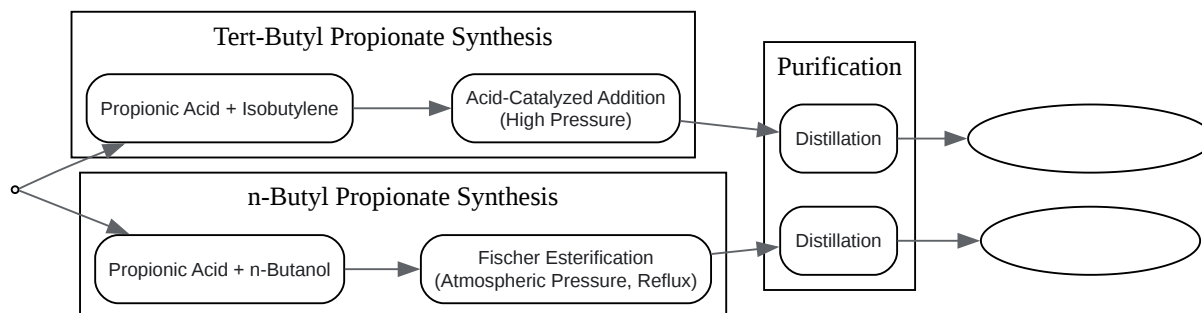 Tert-Butyl Propionate Synthesis
Propionic Acid + Isobutylene
Acid-Catalyzed Addition
(High Pressure)
n-Butyl Propionate Synthesis
Propionic Acid + n-Butanol
Fischer Esterification
(Atmospheric Pressure, Reflux)
Purification
Distillation
Distillation